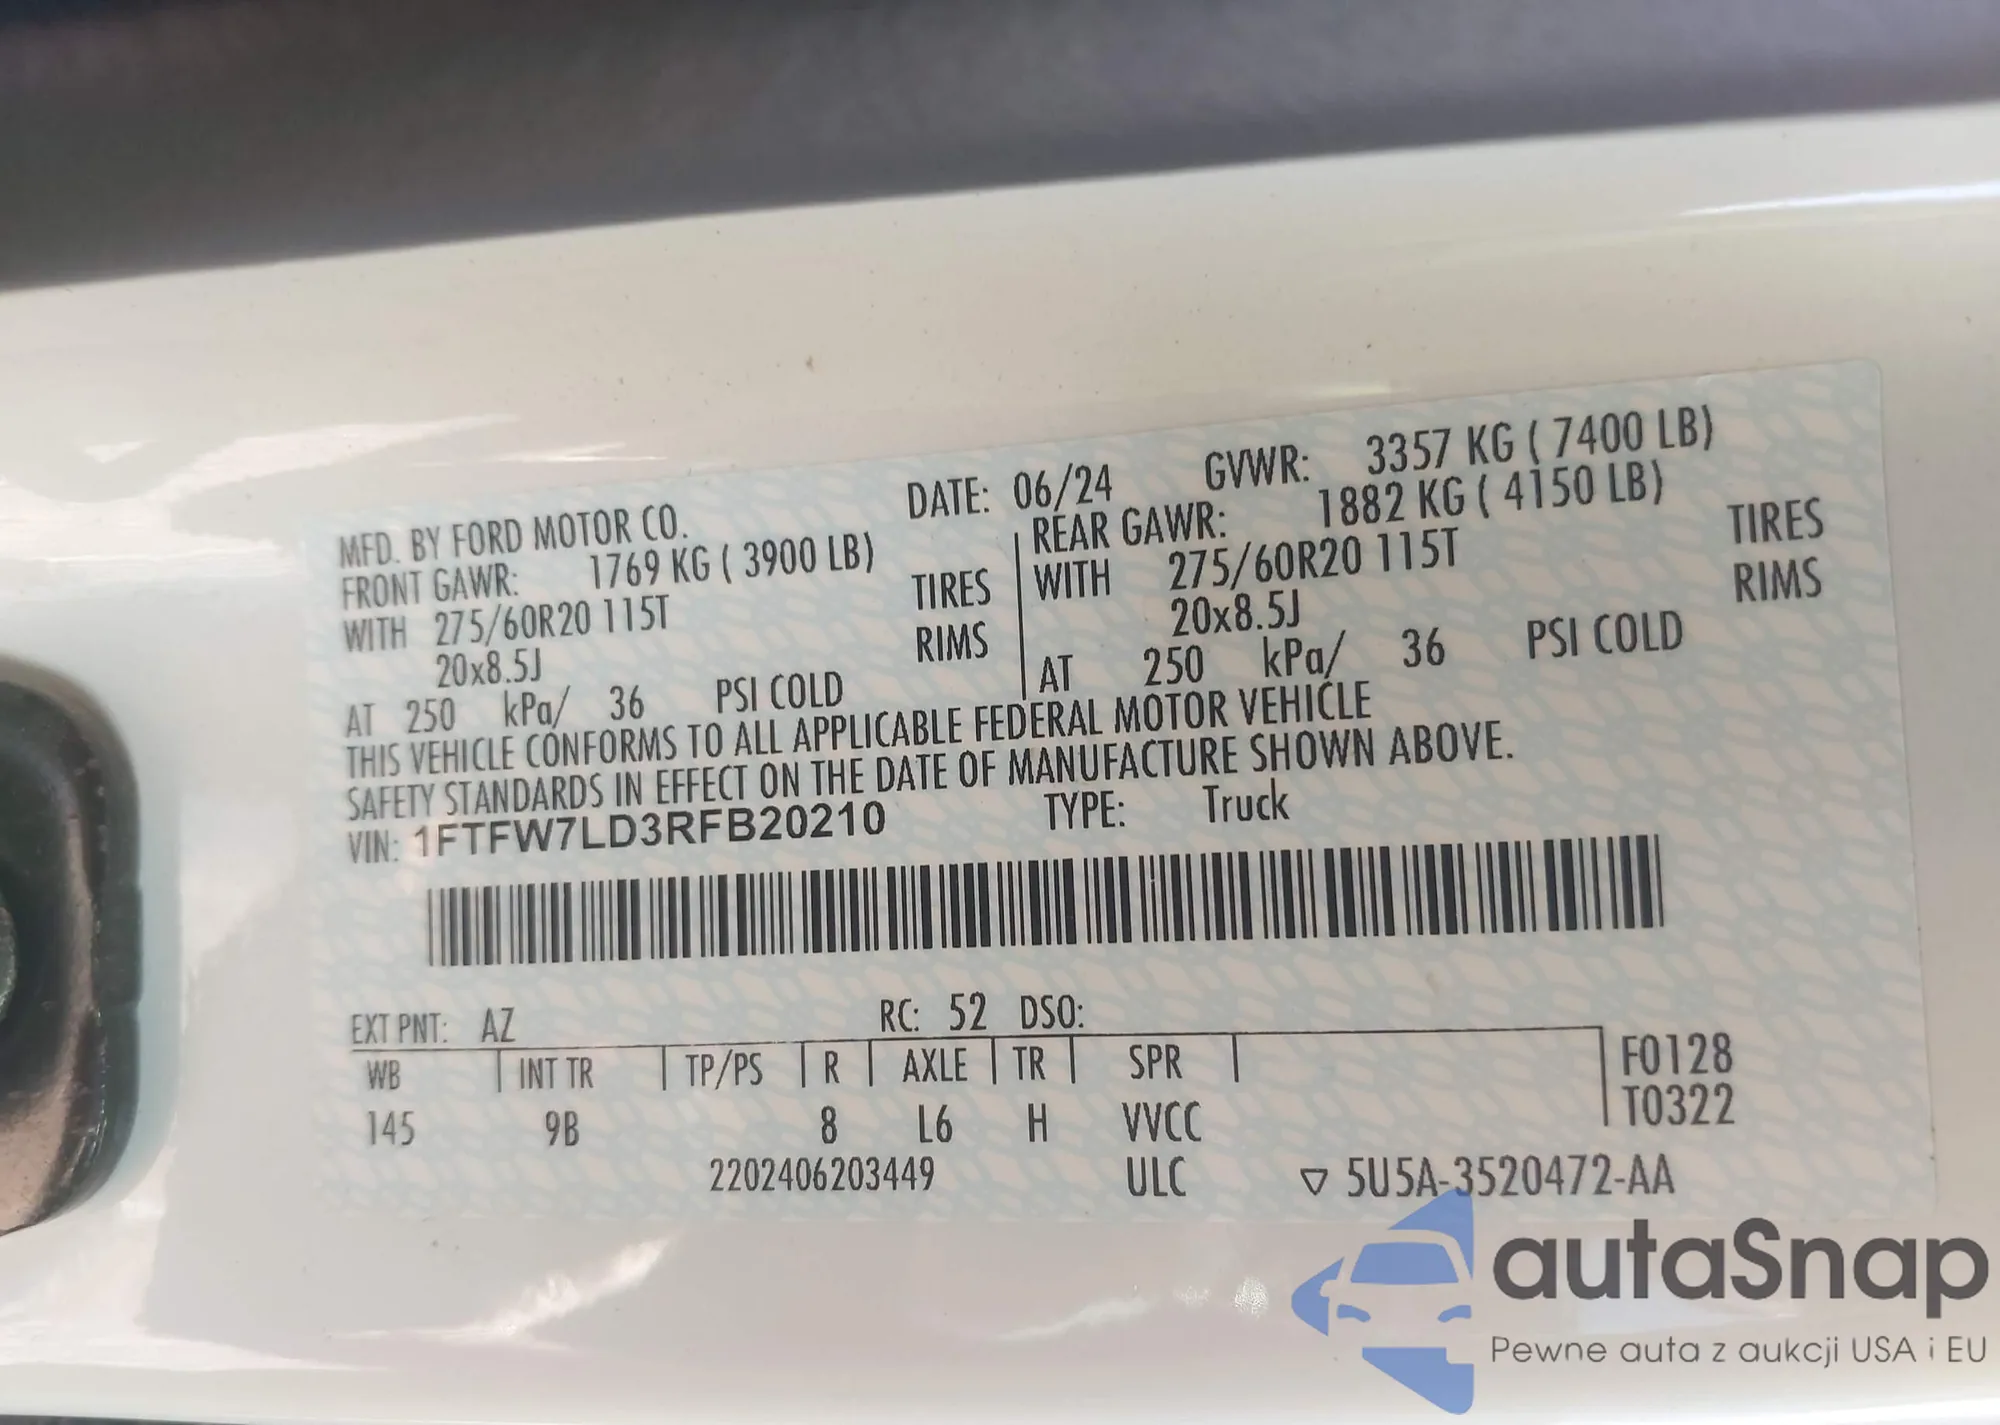 MFD. BY FORD MOTOR CO. DATE: 06/24 GVWR: 3357 KG ( 7400 LB)
FRONT GAWR: 1769 KG ( 3900 LB) REAR GAWR: 1882 KG ( 4150 LB)
WITH 275/60R20 115T TIRES WITH 275/60R20 115T TIRES
20x8.5J RIMS 20x8.5J RIMS
AT 250 kPa/ 36 PSI COLD AT 250 kPa/ 36 PSI COLD
THIS VEHICLE CONFORMS TO ALL APPLICABLE FEDERAL MOTOR VEHICLE
SAFETY STANDARDS IN EFFECT ON THE DATE OF MANUFACTURE SHOWN ABOVE.
VIN: 1FTFW7LD3RFB20210 TYPE: Truck
EXT PNT: AZ RC: 52 DSO:
WB INT TR TP/PS R AXLE TR SPR F0128
145 9B 8 L6 H VVCC T0322
2202406203449 ULC ▽ 5U5A-3520472-AA
autaSnap
Pewne auta z aukcji USA i EU